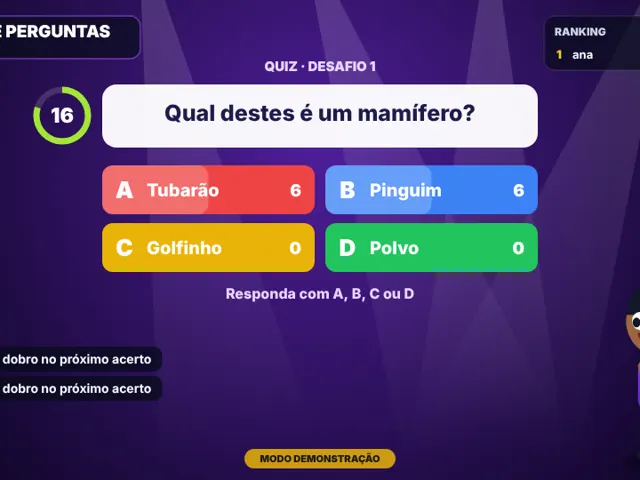 E PERGUNTAS
RANKING
1 ana
QUIZ · DESAFIO 1
16
Qual destes é um mamífero?
A Tubarão 6
B Pinguim 6
C Golfinho 0
D Polvo 0
Responda com A, B, C ou D
dobro no próximo acerto
dobro no próximo acerto
MODO DEMONSTRAÇÃO